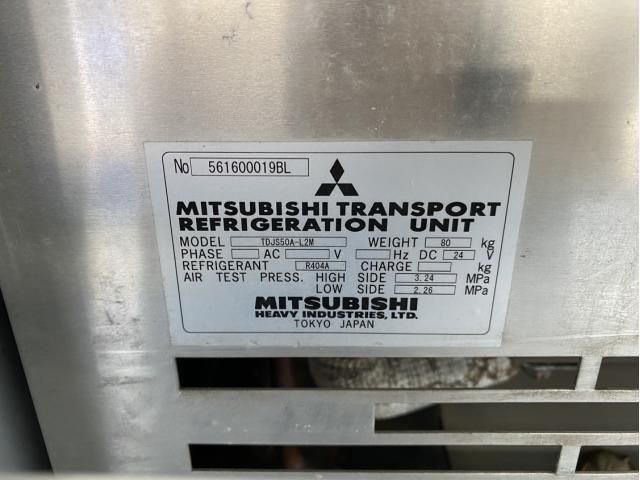 No 561600019BL
MITSUBISHI TRANSPORT
REFRIGERATION UNIT
MODEL TDJS50A-L2M WEIGHT 80 kg
PHASE AC V Hz DC 24 V
REFRIGERANT R404A CHARGE kg
AIR TEST PRESS. HIGH SIDE 3.24 MPa
LOW SIDE 2.26 MPa
MITSUBISHI
HEAVY INDUSTRIES, LTD.
TOKYO JAPAN